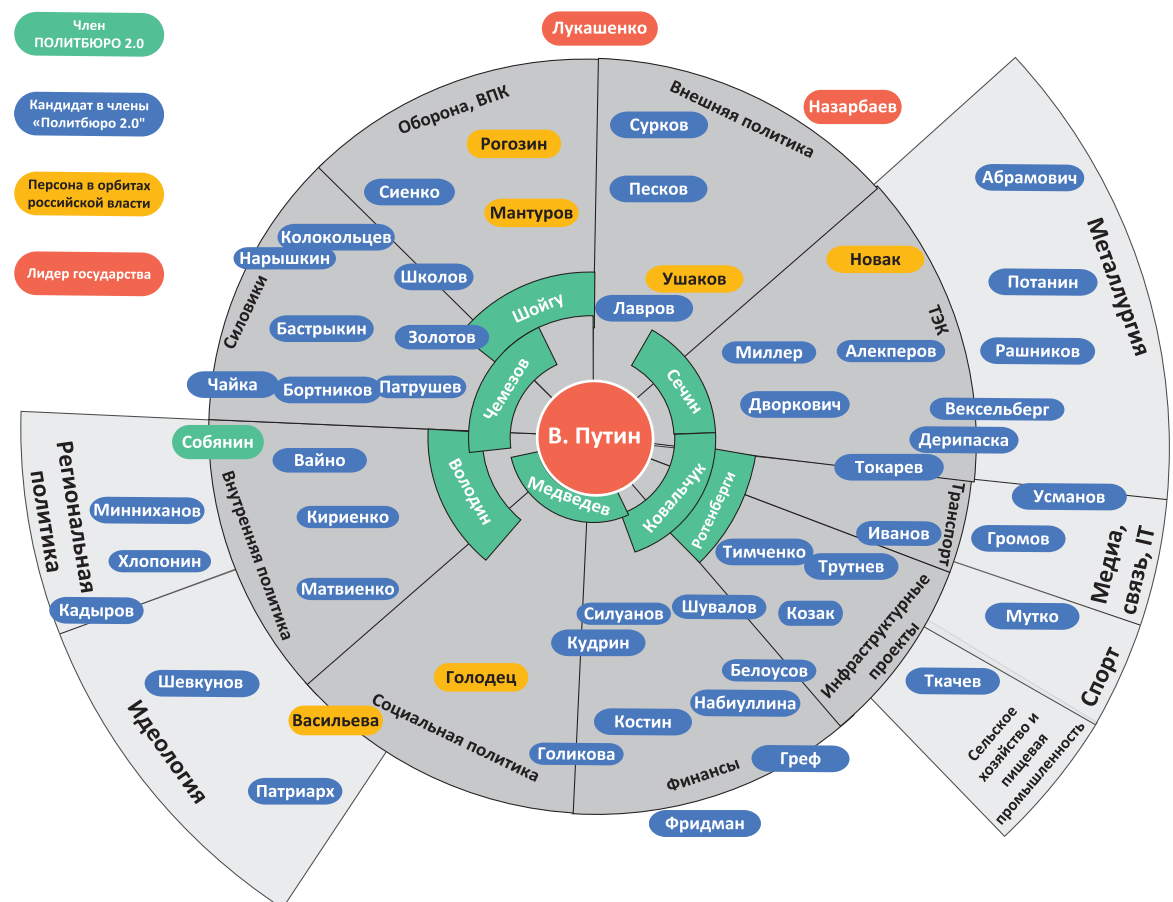 Член
ПОЛИТБЮРО 2.0
Кандидат в члены
«Политбюро 2.0"
Персона в орбитах
российской власти
Лидер государства
Лукашенко
Назарбаев
Оборона, ВПК
Рогозин
Сиенко
Мантуров
Школов
Внешняя политика
Сурков
Песков
Ушаков
Лавров
Силовики
Колокольцев
Нарышкин
Бастрыкин
Золотов
Чайка
Бортников
Патрушев
ТЭК
Новак
Миллер
Алекперов
Дворкович
Вексельберг
Дерипаска
Токарев
Металлургия
Абрамович
Потанин
Рашников
Усманов
В. Путин
Шойгу
Чемезов
Володин
Медведев
Сечин
Ковальчук
Ротенберги
Собянин
Региональная
политика
Минниханов
Хлопонин
Кадыров
Внутренняя политика
Вайно
Кириенко
Матвиенко
Транспорт
Иванов
Медиа,
связь, IT
Громов
Тимченко
Трутнев
Козак
Инфраструктурные
проекты
Белоусов
Спорт
Мутко
Ткачев
Сельское
хозяйство и
пищевая
промышленность
Идеология
Шевкунов
Патриарх
Социальная политика
Голодец
Васильева
Голикова
Финансы
Силуанов
Шувалов
Кудрин
Набиуллина
Костин
Греф
Фридман